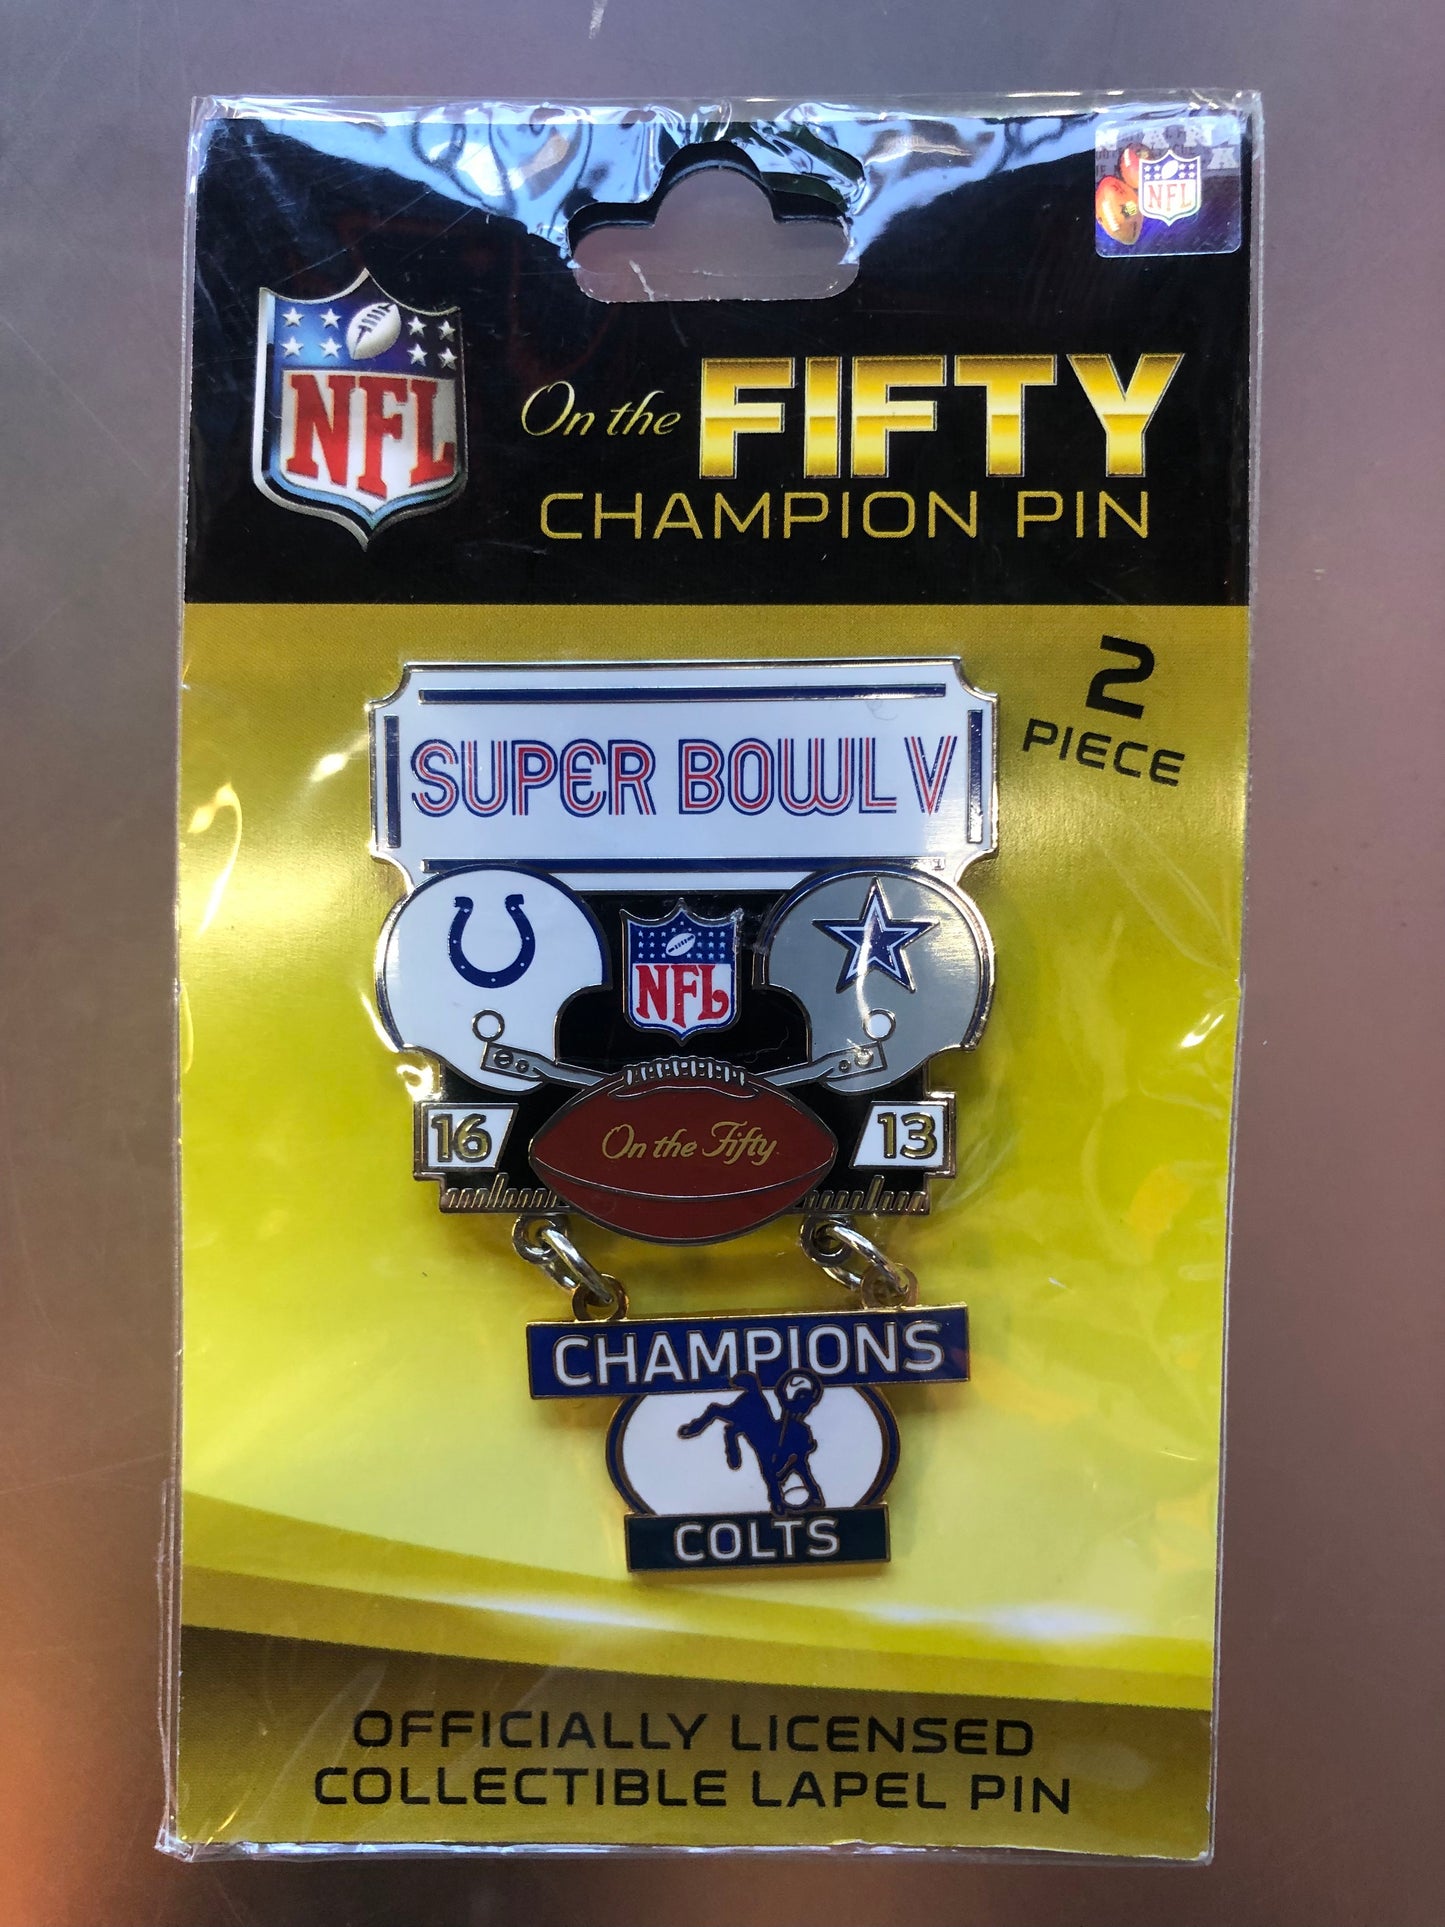 NFL
NFL
On the FIFTY
CHAMPION PIN
2
PIECE
SUPER BOWL V
NFL
16
On the Fifty
13
CHAMPIONS
COLTS
OFFICIALLY LICENSED
COLLECTIBLE LAPEL PIN